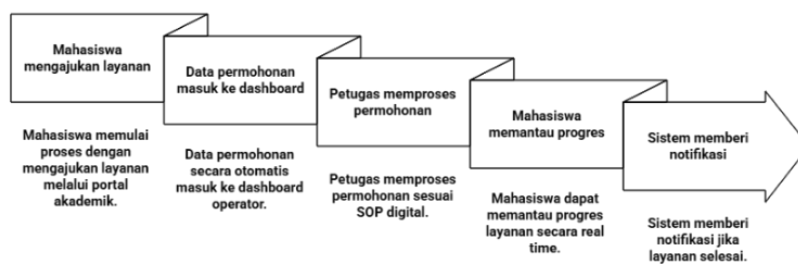 Mahasiswa
mengajukan layanan
Mahasiswa memulai
proses dengan
mengajukan layanan
melalui portal
akademik.
Data permohonan
masuk ke dashboard
Data permohonan
secara otomatis
masuk ke dashboard
operator.
Petugas memproses
permohonan
Petugas memproses
permohonan sesuai
SOP digital.
Mahasiswa
memantau progres
Mahasiswa dapat
memantau progres
layanan secara real
time.
Sistem memberi
notifikasi
Sistem memberi
notifikasi jika
layanan selesai.